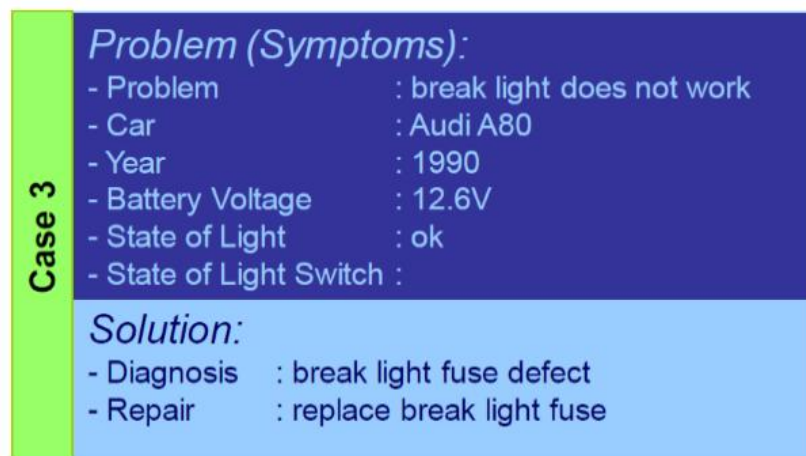 Case 3
Problem (Symptoms):
- Problem : break light does not work
- Car : Audi A80
- Year : 1990
- Battery Voltage : 12.6V
- State of Light : ok
- State of Light Switch :
Solution:
- Diagnosis : break light fuse defect
- Repair : replace break light fuse